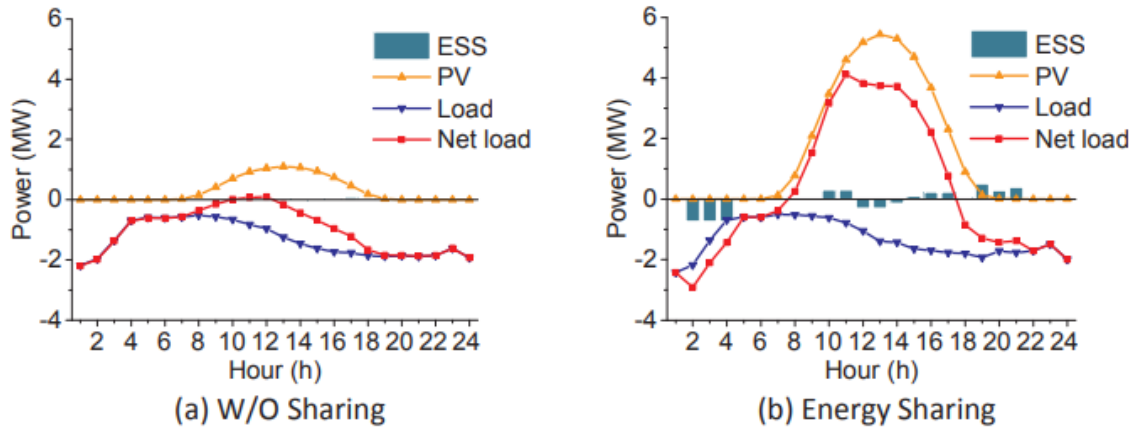 6
4
2
0
-2
-4
Power (MW)
ESS
PV
Load
Net load
2 4 6 8 10 12 14 16 18 20 22 24
Hour (h)
(a) W/O Sharing
6
4
2
0
-2
-4
Power (MW)
ESS
PV
Load
Net load
2 4 6 8 10 12 14 16 18 20 22 24
Hour (h)
(b) Energy Sharing